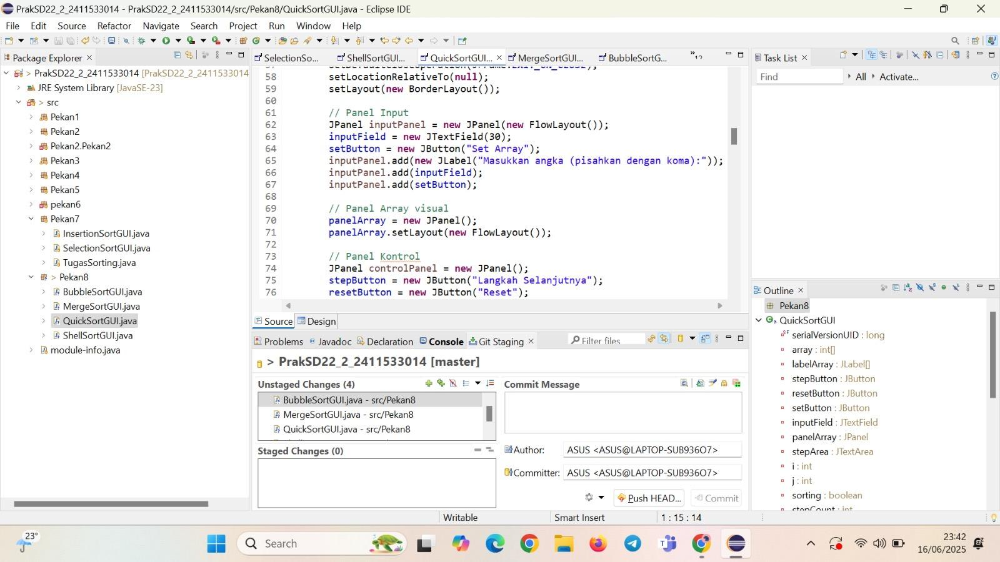 PrakSD22_2_2411533014 - PrakSD22_2_2411533014/src/Pekan8/QuickSortGUI.java - Eclipse IDE
File Edit Source Refactor Navigate Search Project Run Window Help
Package Explorer
> PrakSD22_2_2411533014 [PrakSD22_2_2411533014
JRE System Library [JavaSE-23]
> src
Pekan1
Pekan2
Pekan2.Pekan2
Pekan3
Pekan4
Pekan5
pekan6
Pekan7
InsertionSortGUI.java
SelectionSortGUI.java
TugasSorting.java
> Pekan8
BubbleSortGUI.java
MergeSortGUI.java
QuickSortGUI.java
ShellSortGUI.java
module-info.java
SelectionSo... ShellSortGUI... QuickSortGUI... MergeSortGUI... BubbleSortG... »12
57 setDefaultCloseOperation(JFrame.EXIT_ON_CLOSE);
58 setLocationRelativeTo(null);
59 setLayout(new BorderLayout());
60
61 // Panel Input
62 JPanel inputPanel = new JPanel(new FlowLayout());
63 inputField = new JTextField(30);
64 setButton = new JButton("Set Array");
65 inputPanel.add(new JLabel("Masukkan angka (pisahkan dengan koma):"));
66 inputPanel.add(inputField);
67 inputPanel.add(setButton);
68
69 // Panel Array visual
70 panelArray = new JPanel();
71 panelArray.setLayout(new FlowLayout());
72
73 // Panel Kontrol
74 JPanel controlPanel = new JPanel();
75 stepButton = new JButton("Langkah Selanjutnya");
76 resetButton = new JButton("Reset");
Source Design
Problems Javadoc Declaration Console Git Staging
Filter files
> PrakSD22_2_2411533014 [master]
Unstaged Changes (4)
BubbleSortGUI.java - src/Pekan8
MergeSortGUI.java - src/Pekan8
QuickSortGUI.java - src/Pekan8
Staged Changes (0)
Commit Message
Author: ASUS <ASUS@LAPTOP-SUB936O7>
Committer: ASUS <ASUS@LAPTOP-SUB936O7>
Push HEAD... Commit
Task List
Find All Activate...
Outline
Pekan8
QuickSortGUI
serialVersionUID : long
array : int[]
labelArray : JLabel[]
stepButton : JButton
resetButton : JButton
setButton : JButton
inputField : JTextField
panelArray : JPanel
stepArea : JTextArea
i : int
j : int
sorting : boolean
stepCount : int
Writable Smart Insert 1 : 15 : 14
23°
Search
23:42
16/06/2025